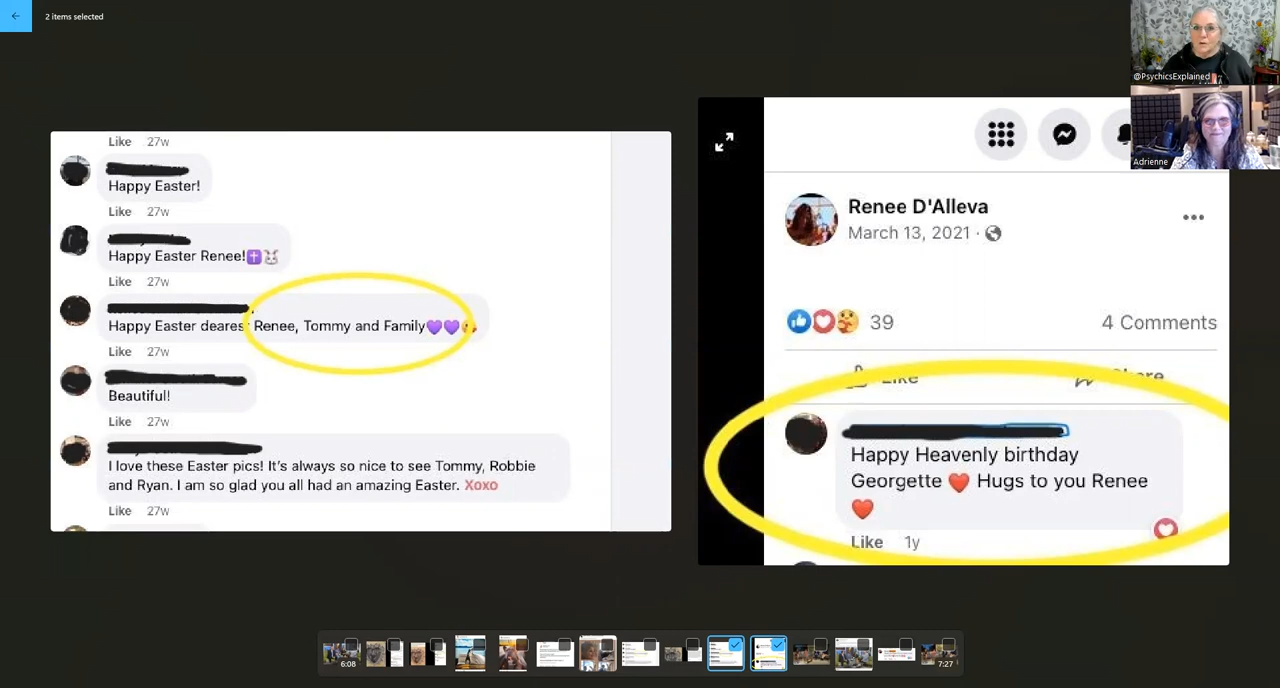 2 items selected
@PsychicsExplained
Adrienne
Like 27w
Happy Easter!
Like 27w
Happy Easter Renee!✝️🐰
Like 27w
Happy Easter dearest Renee, Tommy and Family💜💜😘
Like 27w
Beautiful!
Like 27w
I love these Easter pics! It's always so nice to see Tommy, Robbie
and Ryan. I am so glad you all had an amazing Easter. Xoxo
Like 27w
Renee D'Alleva
March 13, 2021 ·
39 4 Comments
Like Share
Happy Heavenly birthday
Georgette ❤️ Hugs to you Renee
❤️
Like 1y
6:08
7:27